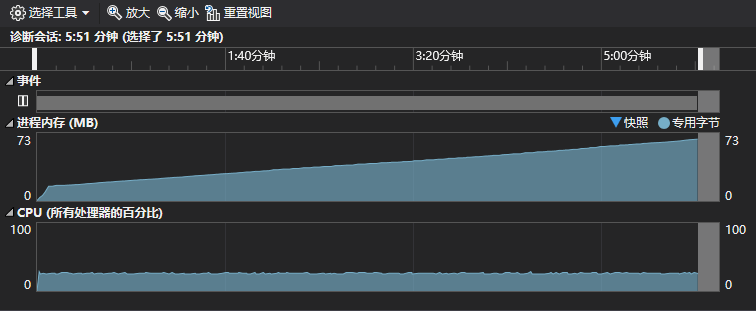 选择工具 放大 缩小 重置视图
诊断会话: 5:51 分钟 (选择了 5:51 分钟)
1:40分钟 3:20分钟 5:00分钟
事件
进程内存 (MB) 快照 专用字节
73 73
0 0
CPU (所有处理器的百分比)
100 100
0 0